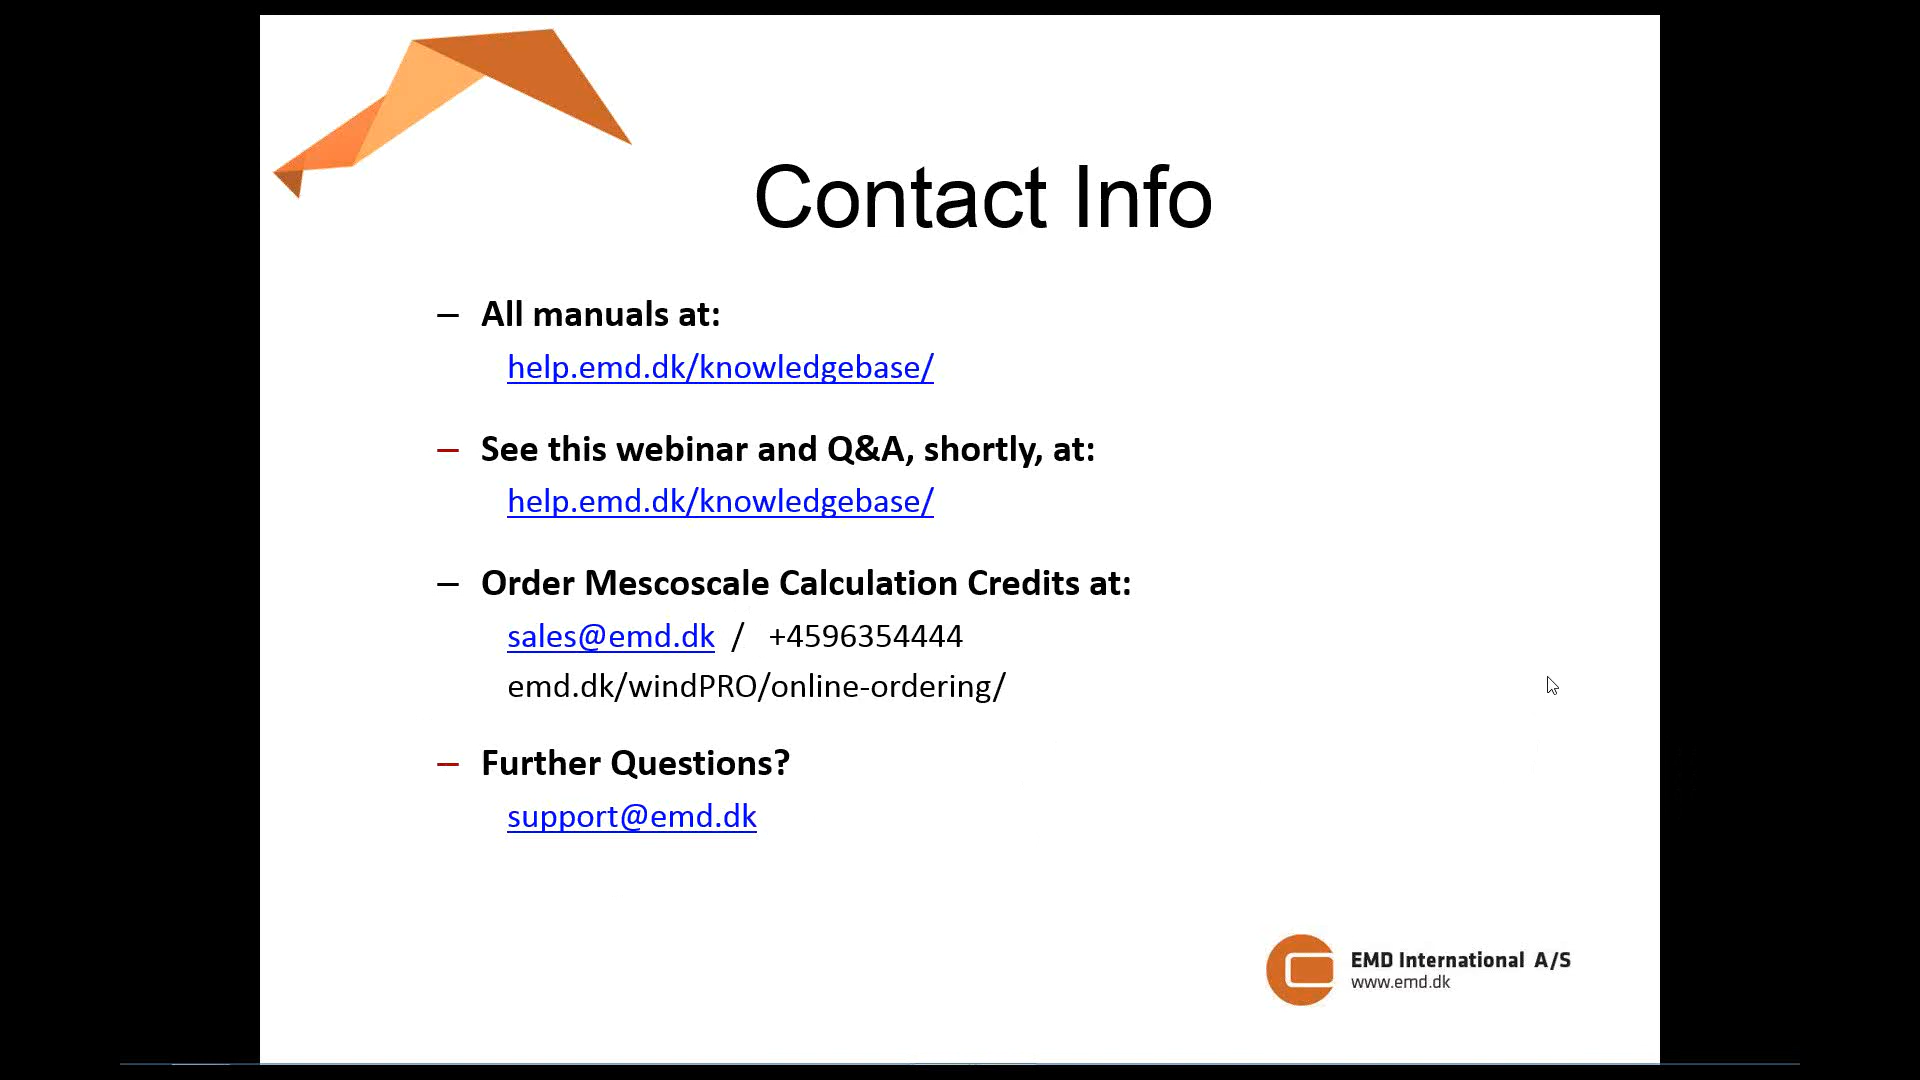 Contact Info
– All manuals at:
help.emd.dk/knowledgebase/
– See this webinar and Q&A, shortly, at:
help.emd.dk/knowledgebase/
– Order Mescoscale Calculation Credits at:
sales@emd.dk / +4596354444
emd.dk/windPRO/online-ordering/
– Further Questions?
support@emd.dk
EMD International A/S
www.emd.dk